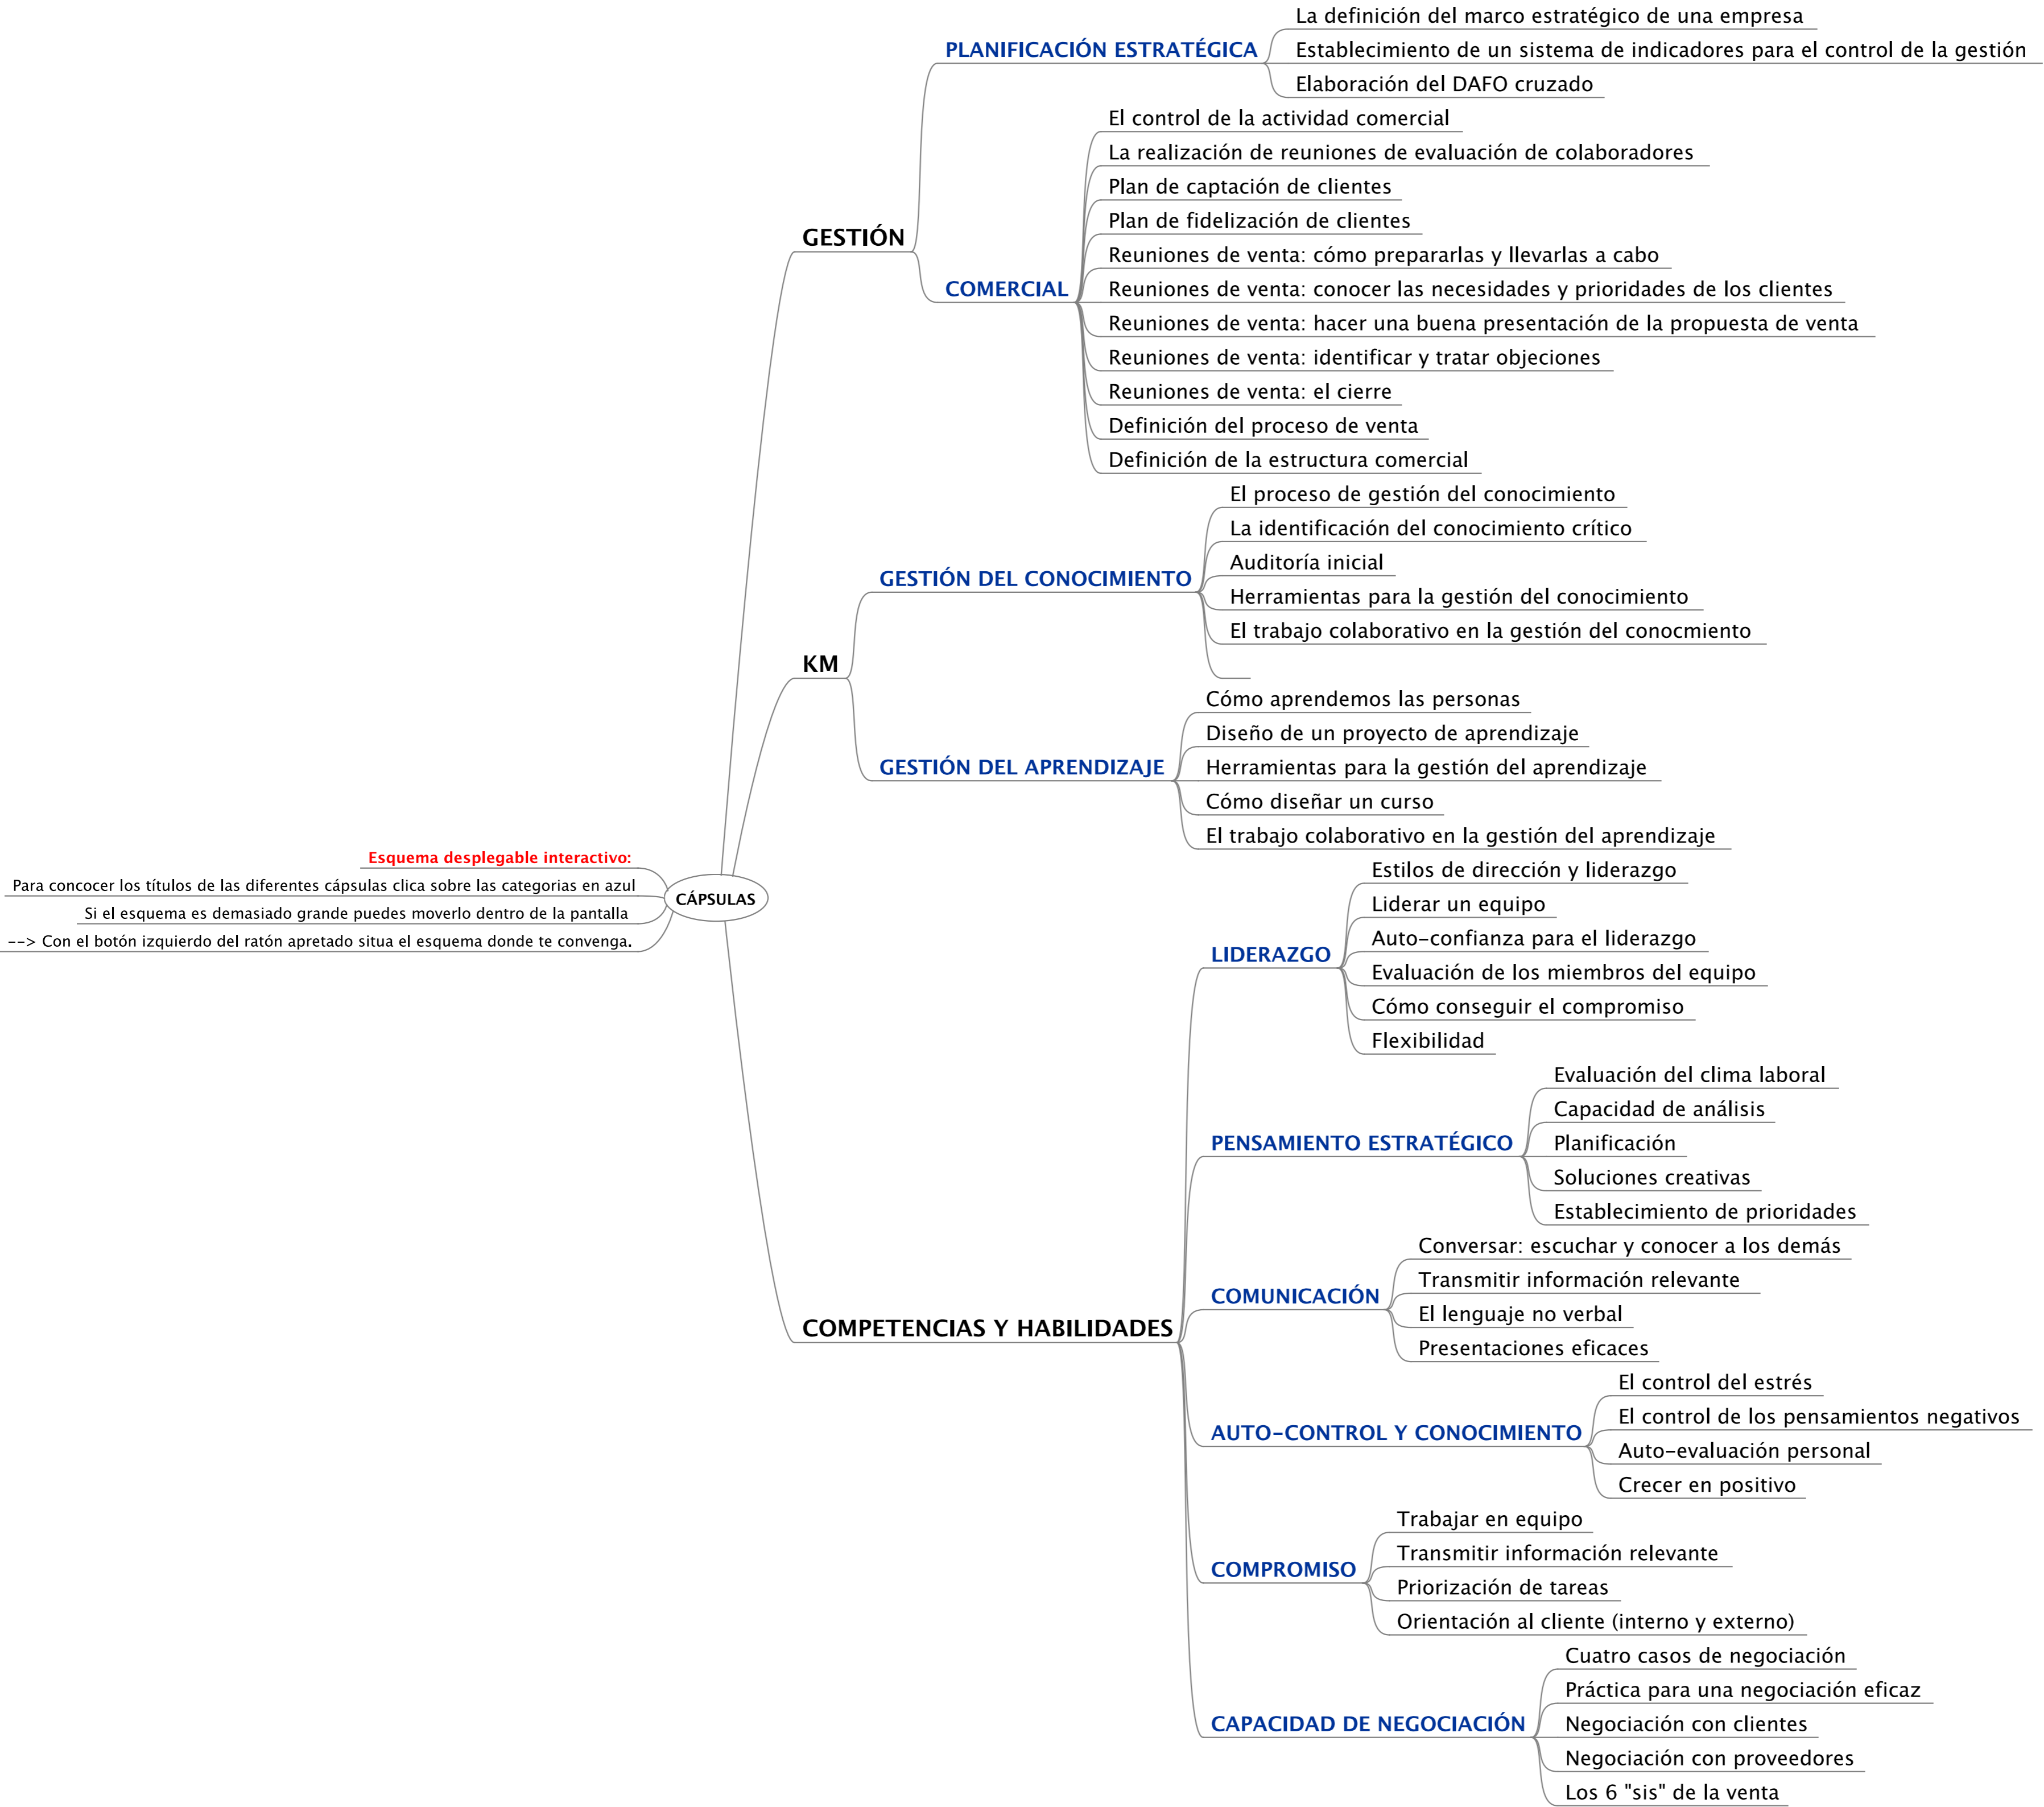 La definición del marco estratégico de una empresa
PLANIFICACIÓN ESTRATÉGICA
Establecimiento de un sistema de indicadores para el control de la gestión
Elaboración del DAFO cruzado
El control de la actividad comercial
La realización de reuniones de evaluación de colaboradores
Plan de captación de clientes
Plan de fidelización de clientes
GESTIÓN
Reuniones de venta: cómo prepararlas y llevarlas a cabo
COMERCIAL
Reuniones de venta: conocer las necesidades y prioridades de los clientes
Reuniones de venta: hacer una buena presentación de la propuesta de venta
Reuniones de venta: identificar y tratar objeciones
Reuniones de venta: el cierre
Definición del proceso de venta
Definición de la estructura comercial
El proceso de gestión del conocimiento
La identificación del conocimiento crítico
Auditoría inicial
GESTIÓN DEL CONOCIMIENTO
Herramientas para la gestión del conocimiento
El trabajo colaborativo en la gestión del conocmiento
KM
Cómo aprendemos las personas
Diseño de un proyecto de aprendizaje
GESTIÓN DEL APRENDIZAJE
Herramientas para la gestión del aprendizaje
Cómo diseñar un curso
El trabajo colaborativo en la gestión del aprendizaje
Esquema desplegable interactivo:
Para concocer los títulos de las diferentes cápsulas clica sobre las categorias en azul
CÁPSULAS
Si el esquema es demasiado grande puedes moverlo dentro de la pantalla
--> Con el botón izquierdo del ratón apretado situa el esquema donde te convenga.
Estilos de dirección y liderazgo
Liderar un equipo
Auto-confianza para el liderazgo
LIDERAZGO
Evaluación de los miembros del equipo
Cómo conseguir el compromiso
Flexibilidad
Evaluación del clima laboral
Capacidad de análisis
PENSAMIENTO ESTRATÉGICO
Planificación
Soluciones creativas
Establecimiento de prioridades
Conversar: escuchar y conocer a los demás
Transmitir información relevante
COMUNICACIÓN
El lenguaje no verbal
Presentaciones eficaces
COMPETENCIAS Y HABILIDADES
El control del estrés
El control de los pensamientos negativos
AUTO-CONTROL Y CONOCIMIENTO
Auto-evaluación personal
Crecer en positivo
Trabajar en equipo
Transmitir información relevante
COMPROMISO
Priorización de tareas
Orientación al cliente (interno y externo)
Cuatro casos de negociación
Práctica para una negociación eficaz
CAPACIDAD DE NEGOCIACIÓN
Negociación con clientes
Negociación con proveedores
Los 6 "sis" de la venta